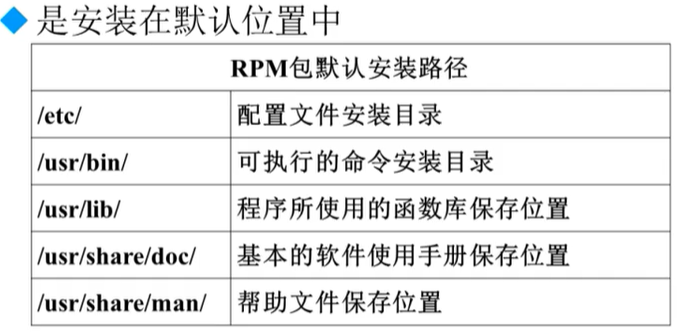 是安装在默认位置中
RPM包默认安装路径
/etc/ 配置文件安装目录
/usr/bin/ 可执行的命令安装目录
/usr/lib/ 程序所使用的函数库保存位置
/usr/share/doc/ 基本的软件使用手册保存位置
/usr/share/man/ 帮助文件保存位置